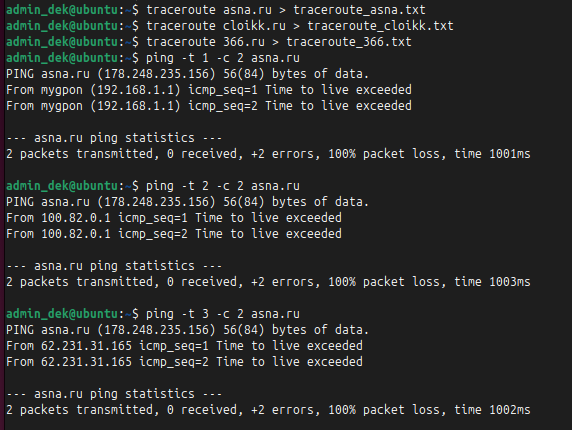 admin_dek@ubuntu:~$ traceroute asna.ru > traceroute_asna.txt
admin_dek@ubuntu:~$ traceroute cloikk.ru > traceroute_cloikk.txt
admin_dek@ubuntu:~$ traceroute 366.ru > traceroute_366.txt
admin_dek@ubuntu:~$ ping -t 1 -c 2 asna.ru
PING asna.ru (178.248.235.156) 56(84) bytes of data.
From mygpon (192.168.1.1) icmp_seq=1 Time to live exceeded
From mygpon (192.168.1.1) icmp_seq=2 Time to live exceeded
--- asna.ru ping statistics ---
2 packets transmitted, 0 received, +2 errors, 100% packet loss, time 1001ms
admin_dek@ubuntu:~$ ping -t 2 -c 2 asna.ru
PING asna.ru (178.248.235.156) 56(84) bytes of data.
From 100.82.0.1 icmp_seq=1 Time to live exceeded
From 100.82.0.1 icmp_seq=2 Time to live exceeded
--- asna.ru ping statistics ---
2 packets transmitted, 0 received, +2 errors, 100% packet loss, time 1003ms
admin_dek@ubuntu:~$ ping -t 3 -c 2 asna.ru
PING asna.ru (178.248.235.156) 56(84) bytes of data.
From 62.231.31.165 icmp_seq=1 Time to live exceeded
From 62.231.31.165 icmp_seq=2 Time to live exceeded
--- asna.ru ping statistics ---
2 packets transmitted, 0 received, +2 errors, 100% packet loss, time 1002ms